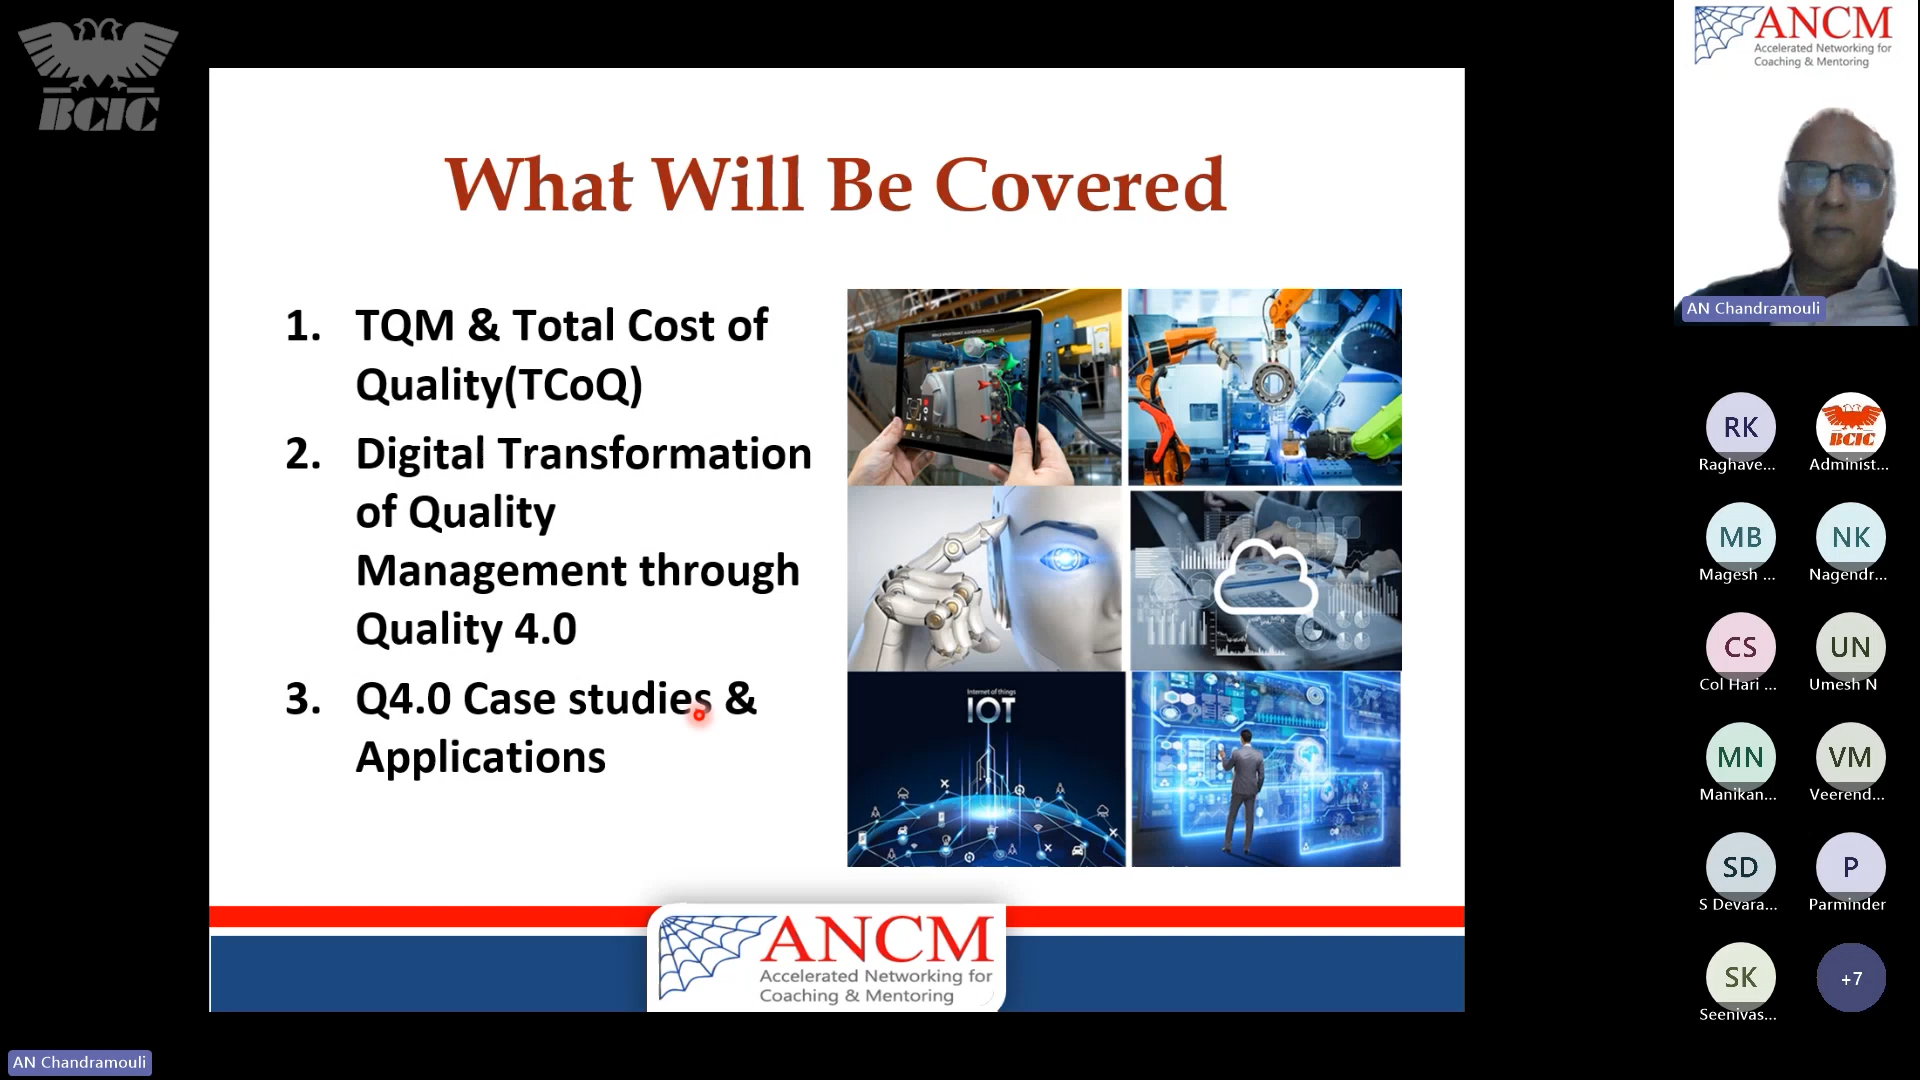 BCIC
What Will Be Covered
1. TQM & Total Cost of
Quality(TCoQ)
2. Digital Transformation
of Quality
Management through
Quality 4.0
3. Q4.0 Case studies &
Applications
Internet of things
IOT
ANCM
Accelerated Networking for
Coaching & Mentoring
ANCM
Accelerated Networking for
Coaching & Mentoring
AN Chandramouli
RK
Raghave...
BCIC
Administ...
MB
Magesh ...
NK
Nagendr...
CS
Col Hari ...
UN
Umesh N
MN
Manikan...
VM
Veerend...
SD
S Devara...
P
Parminder
SK
Seenivas...
+7
AN Chandramouli